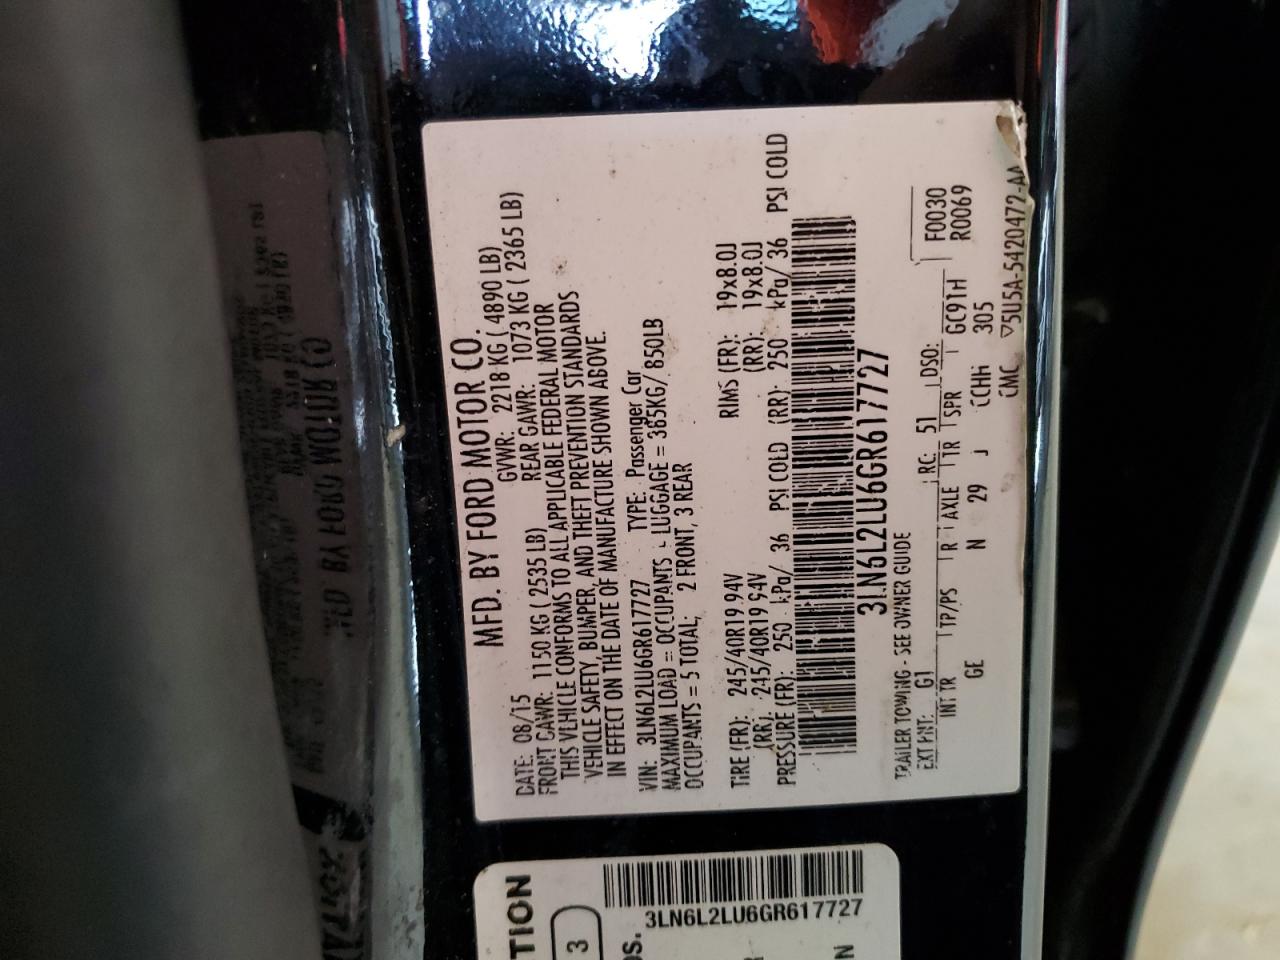 MFD. BY FORD MOTOR CO.
DATE: 08/15 GVWR: 2218 KG ( 4890 LB)
FRONT GAWR: 1150 KG ( 2535 LB) REAR GAWR: 1073 KG ( 2365 LB)
THIS VEHICLE CONFORMS TO ALL APPLICABLE FEDERAL MOTOR
VEHICLE SAFETY, BUMPER, AND THEFT PREVENTION STANDARDS
IN EFFECT ON THE DATE OF MANUFACTURE SHOWN ABOVE.
VIN: 3LN6L2LU6GR617727 TYPE: Passenger Car
MAXIMUM LOAD = OCCUPANTS + LUGGAGE = 385KG/ 850LB
OCCUPANTS = 5 TOTAL; 2 FONT, 3 REAR
TIRE (FR): 245/40R19 94V RIMS (FR): 19x8.0J
(RR): 245/40R19 94V (RR): 19x8.0J
PRESSURE (FR): 250 kPa/ 36 PSI COLD (RR): 250 kPa/ 36 PSI COLD
3LN6L2LU6GR617727
TRAILER TOWING - SEE OWNER GUIDE
EXT PNT: G1 RC: 51 DSO: F0030
INT TR TP/PS R AXLE TR SPR GC91H R0069
GE N 29 J CCHH 305
CMC ▽5U5A-5420472-AA
TION
3
3LN6L2LU6GR617727